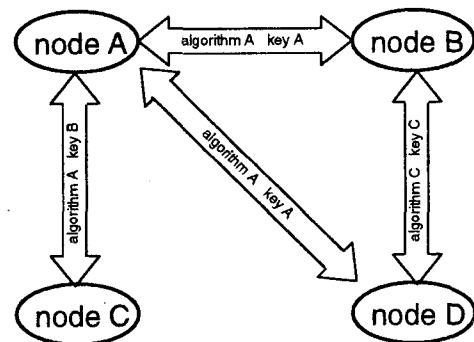 node A
algorithm A key A
node B
algorithm A key B
algorithm A key A
algorithm C key C
node C
node D